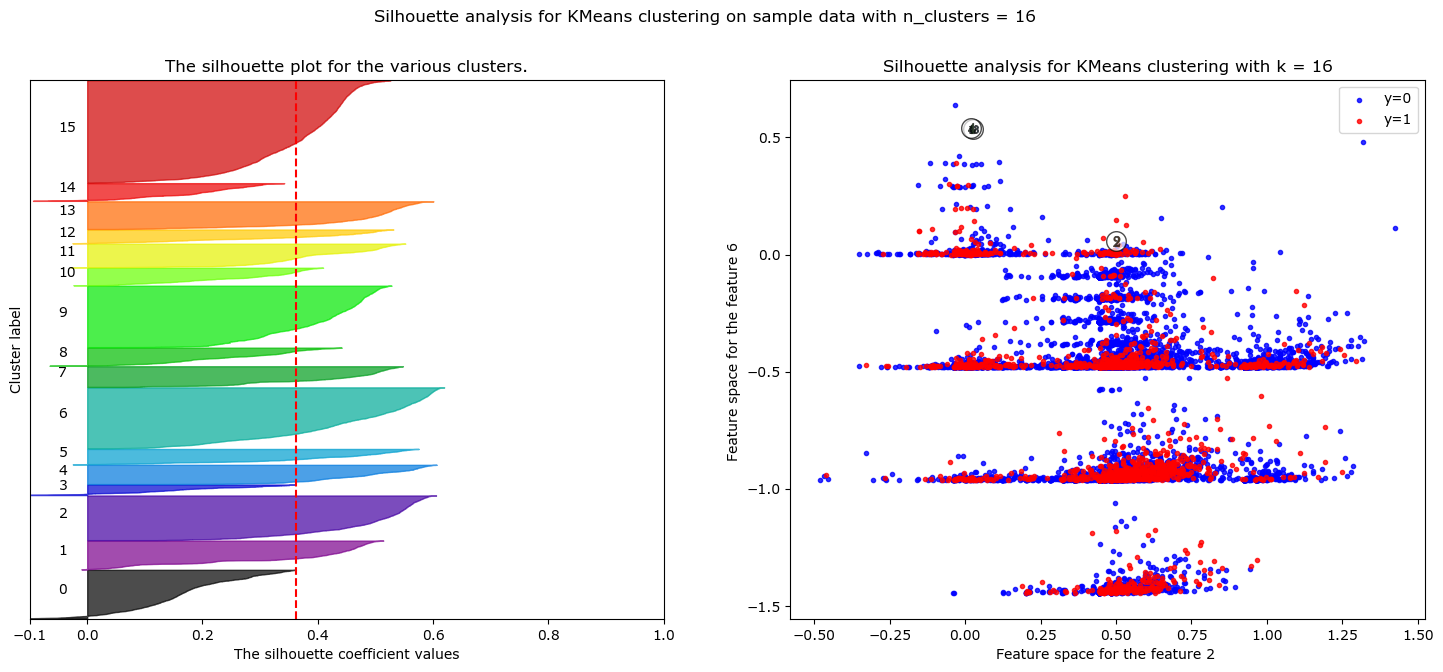 Silhouette analysis for KMeans clustering on sample data with n_clusters = 16
The silhouette plot for the various clusters.
15
14
13
12
11
10
9
8
7
6
5
4
3
2
1
0
Cluster label
−0.1 0.0 0.2 0.4 0.6 0.8 1.0
The silhouette coefficient values
Silhouette analysis for KMeans clustering with k = 16
y=0
y=1
0.5
0.0
−0.5
−1.0
−1.5
Feature space for the feature 6
−0.50 −0.25 0.00 0.25 0.50 0.75 1.00 1.25 1.50
Feature space for the feature 2